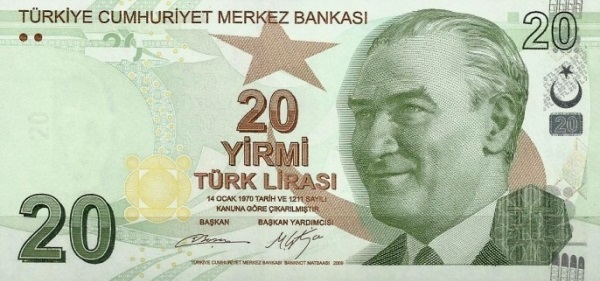 TÜRKİYE CUMHURİYET MERKEZ BANKASI
20
20
YİRMİ
TÜRK LİRASI
14 OCAK 1970 TARİH VE 1211 SAYILI
KANUNA GÖRE ÇIKARILMIŞTIR.
BAŞKAN BAŞKAN YARDIMCISI
20
20
20
TÜRKİYE CUMHURİYET MERKEZ BANKASI BANKNOT MATBAASI 2009